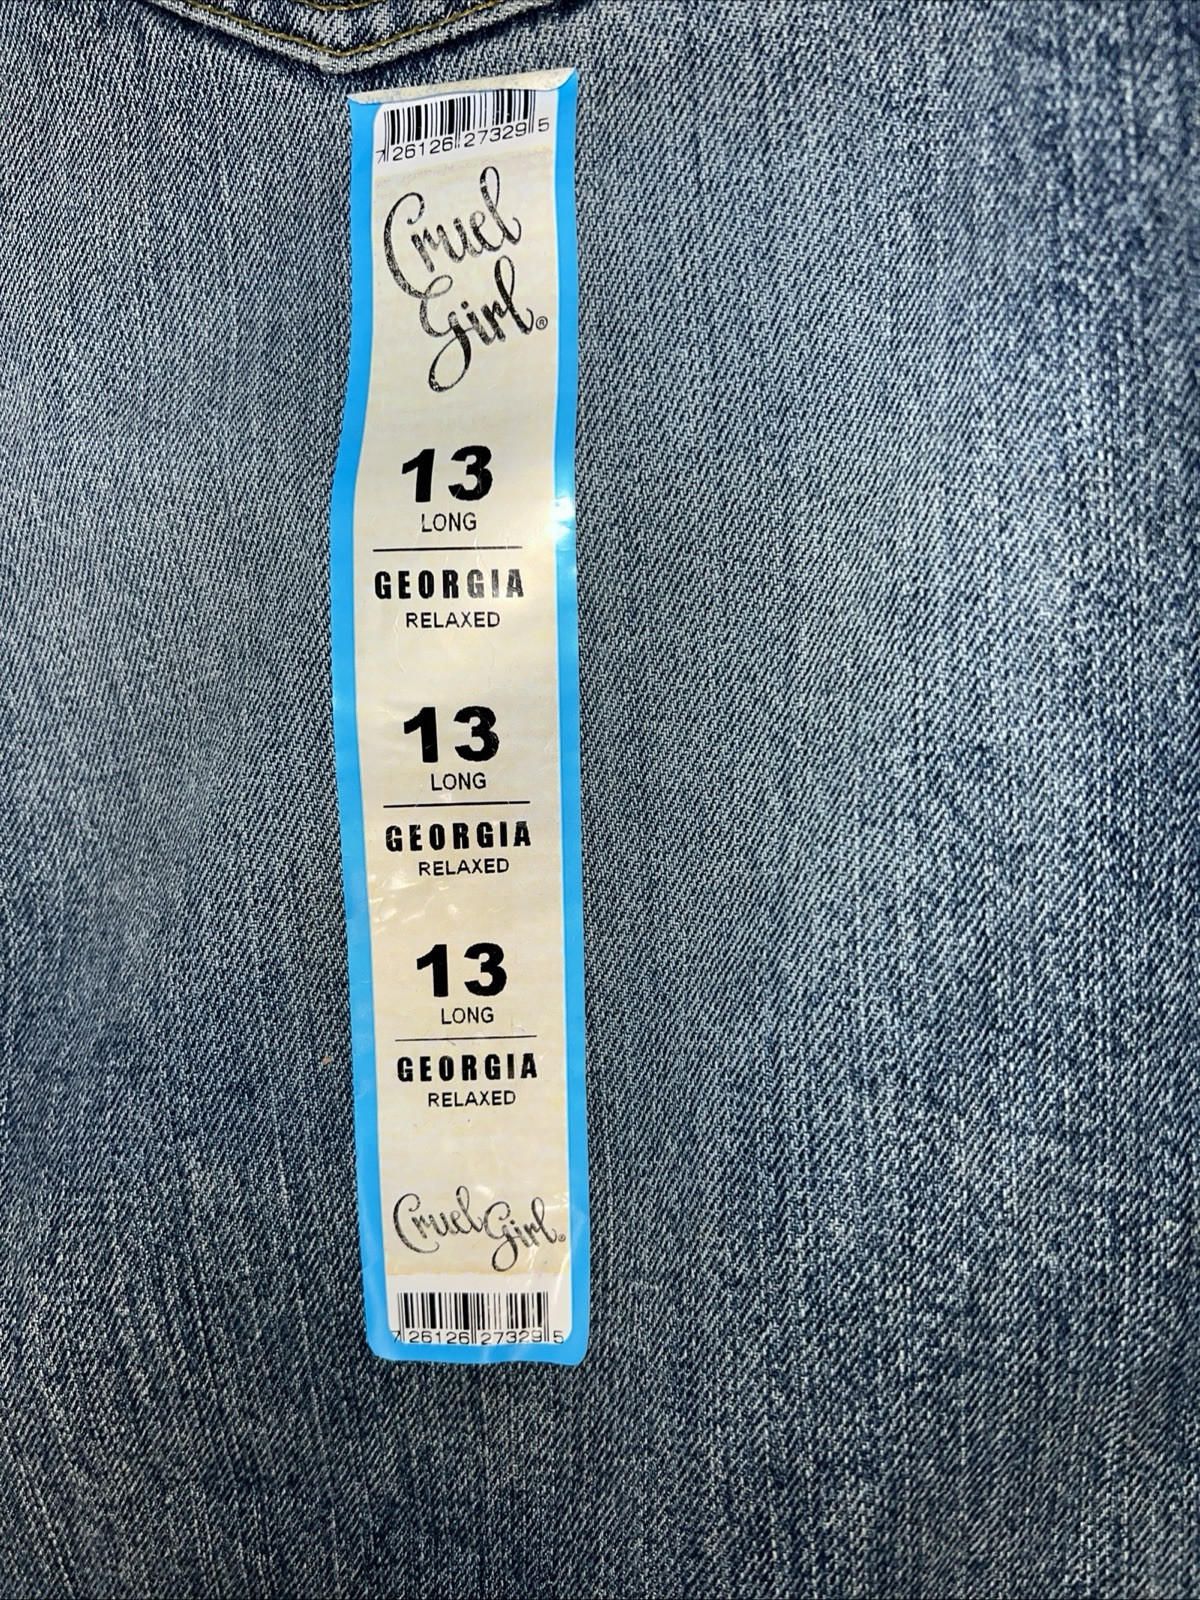 7 26126 27329 5
Cruel
Girl®
13
LONG
GEORGIA
RELAXED
13
LONG
GEORGIA
RELAXED
13
LONG
GEORGIA
RELAXED
Cruel Girl®
7 26126 27329 5